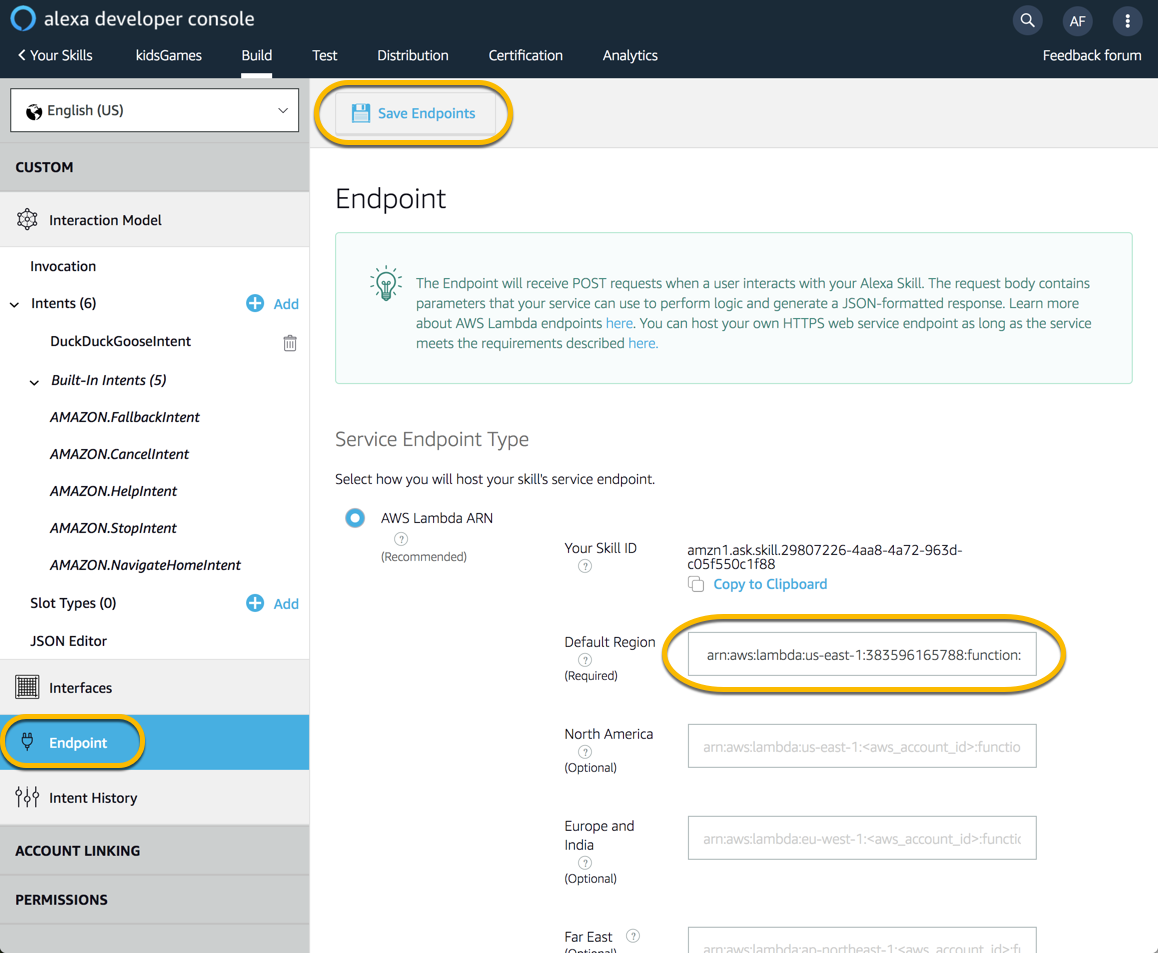 alexa developer console
AF
Your Skills
kidsGames
Build
Test
Distribution
Certification
Analytics
Feedback forum
English (US)
Save Endpoints
CUSTOM
Interaction Model
Invocation
Intents (6)
Add
DuckDuckGooseIntent
Built-In Intents (5)
AMAZON.FallbackIntent
AMAZON.CancelIntent
AMAZON.HelpIntent
AMAZON.StopIntent
AMAZON.NavigateHomeIntent
Slot Types (0)
Add
JSON Editor
Interfaces
Endpoint
Intent History
ACCOUNT LINKING
PERMISSIONS
Endpoint
The Endpoint will receive POST requests when a user interacts with your Alexa Skill. The request body contains
parameters that your service can use to perform logic and generate a JSON-formatted response. Learn more
about AWS Lambda endpoints here. You can host your own HTTPS web service endpoint as long as the service
meets the requirements described here.
Service Endpoint Type
Select how you will host your skill's service endpoint.
AWS Lambda ARN
?
(Recommended)
Your Skill ID
?
amzn1.ask.skill.29807226-4aa8-4a72-963d-
c05f550c1f88
Copy to Clipboard
Default Region
?
(Required)
arn:aws:lambda:us-east-1:383596165788:function:
North America
?
(Optional)
arn:aws:lambda:us-east-1:<aws_account_id>:functio
Europe and
India
?
(Optional)
arn:aws:lambda:eu-west-1:<aws_account_id>:functic
Far East ?
(Optional)
arn:aws:lambda:ap-northeast-1:<aws_account_id>:fu